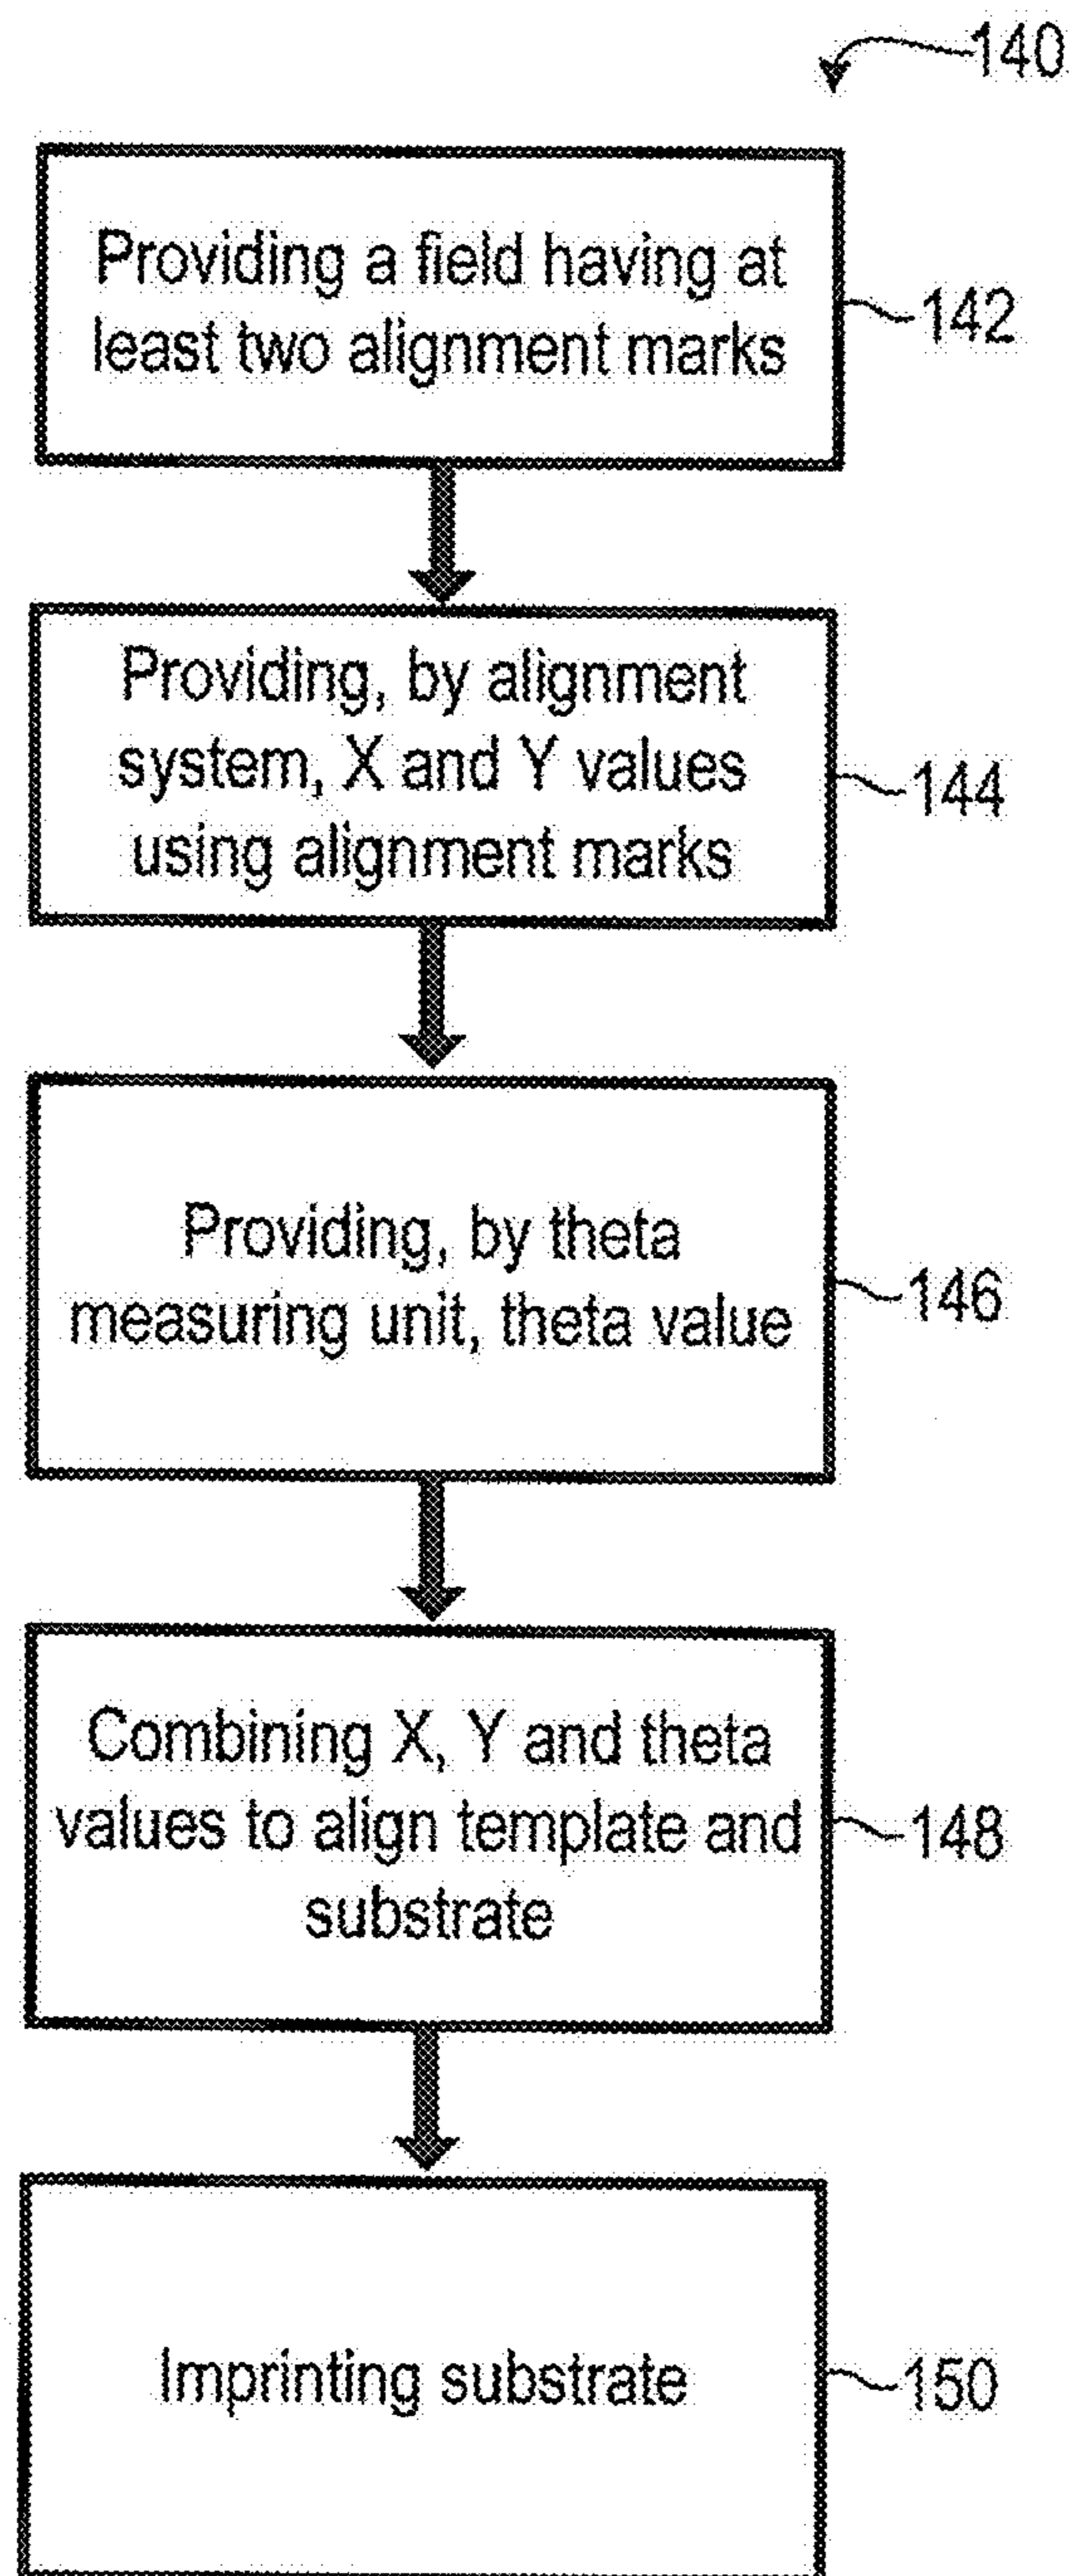 140
Providing a field having at
least two alignment marks
142
Providing, by alignment
system, X and Y values
using alignment marks
144
Providing, by theta
measuring unit, theta value
146
Combining X, Y and theta
values to align template and
substrate
148
Imprinting substrate
150